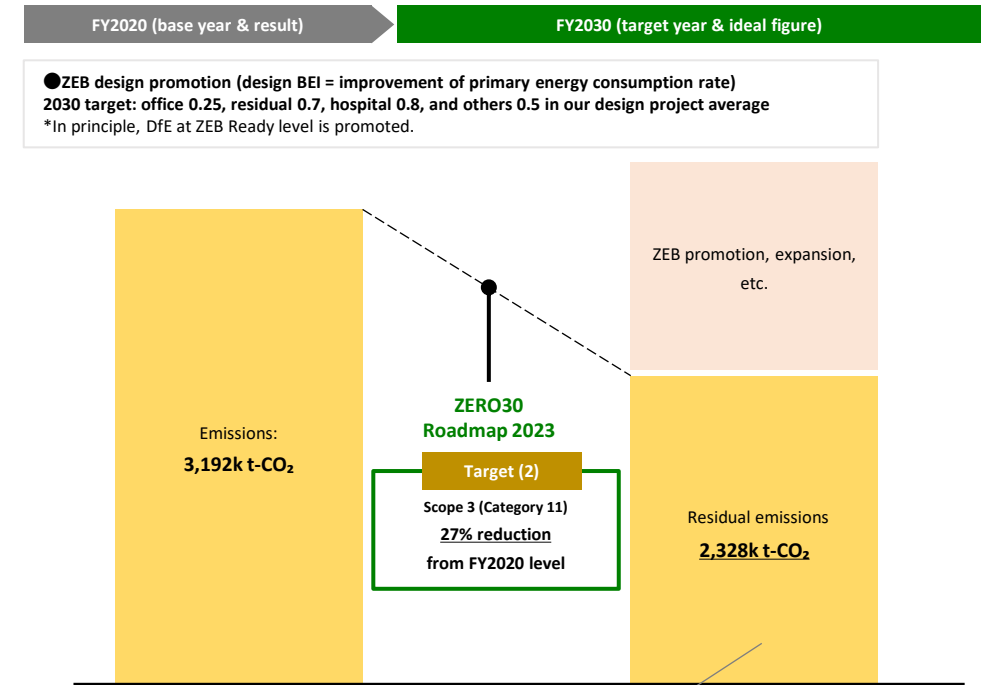 FY2020 (base year & result)
FY2030 (target year & ideal figure)
●ZEB design promotion (design BEI = improvement of primary energy consumption rate)
2030 target: office 0.25, residual 0.7, hospital 0.8, and others 0.5 in our design project average
*In principle, DfE at ZEB Ready level is promoted.
ZEB promotion, expansion,
etc.
ZERO30
Roadmap 2023
Emissions:
3,192k t-CO₂
Target (2)
Scope 3 (Category 11)
27% reduction
from FY2020 level
Residual emissions
2,328k t-CO₂